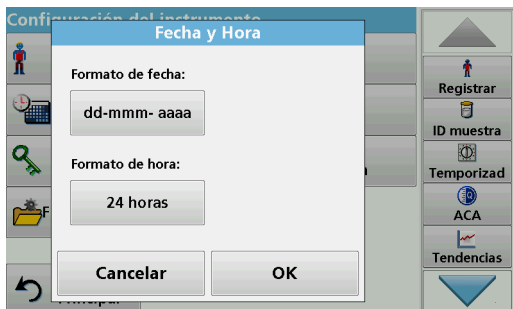 Configuración del instrumento
Fecha y Hora
Formato de fecha:
dd-mmm- aaaa
Formato de hora:
24 horas
Cancelar
OK
F
Principal
Registrar
ID muestra
Temporizad
ACA
Tendencias